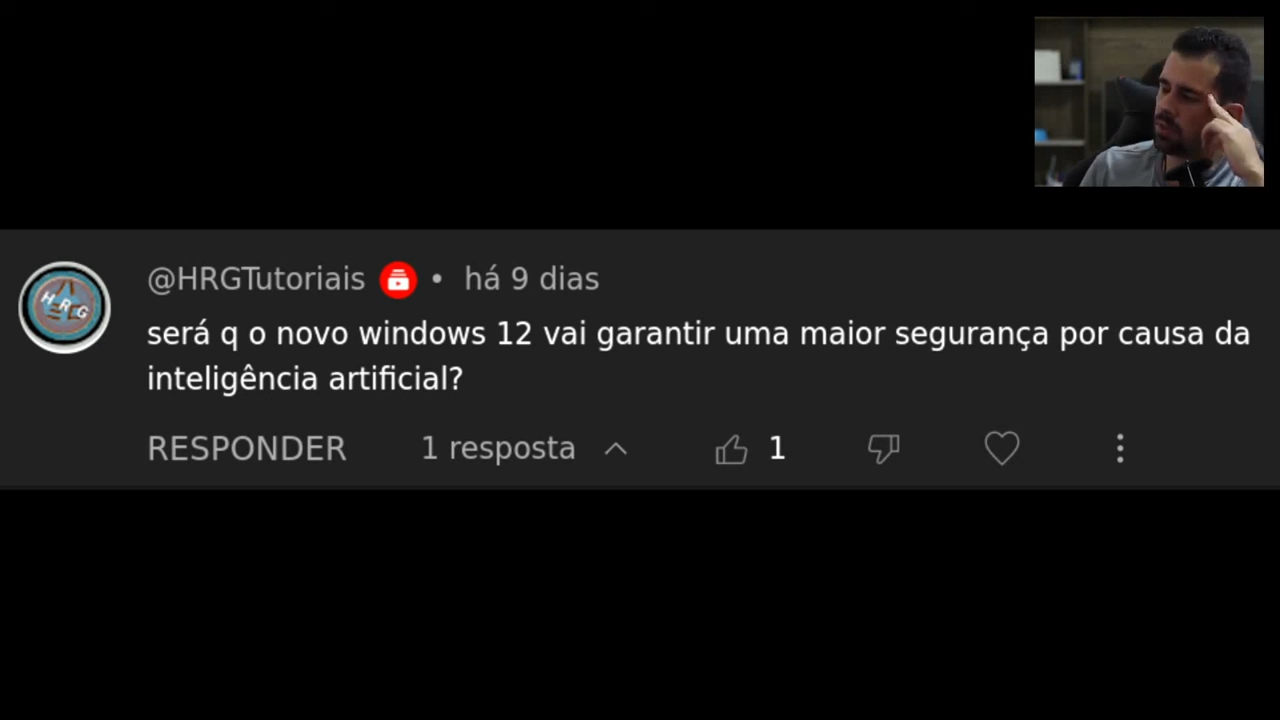 @HRGTutoriais • há 9 dias
será q o novo windows 12 vai garantir uma maior segurança por causa da
inteligência artificial?
RESPONDER 1 resposta 1
HRG